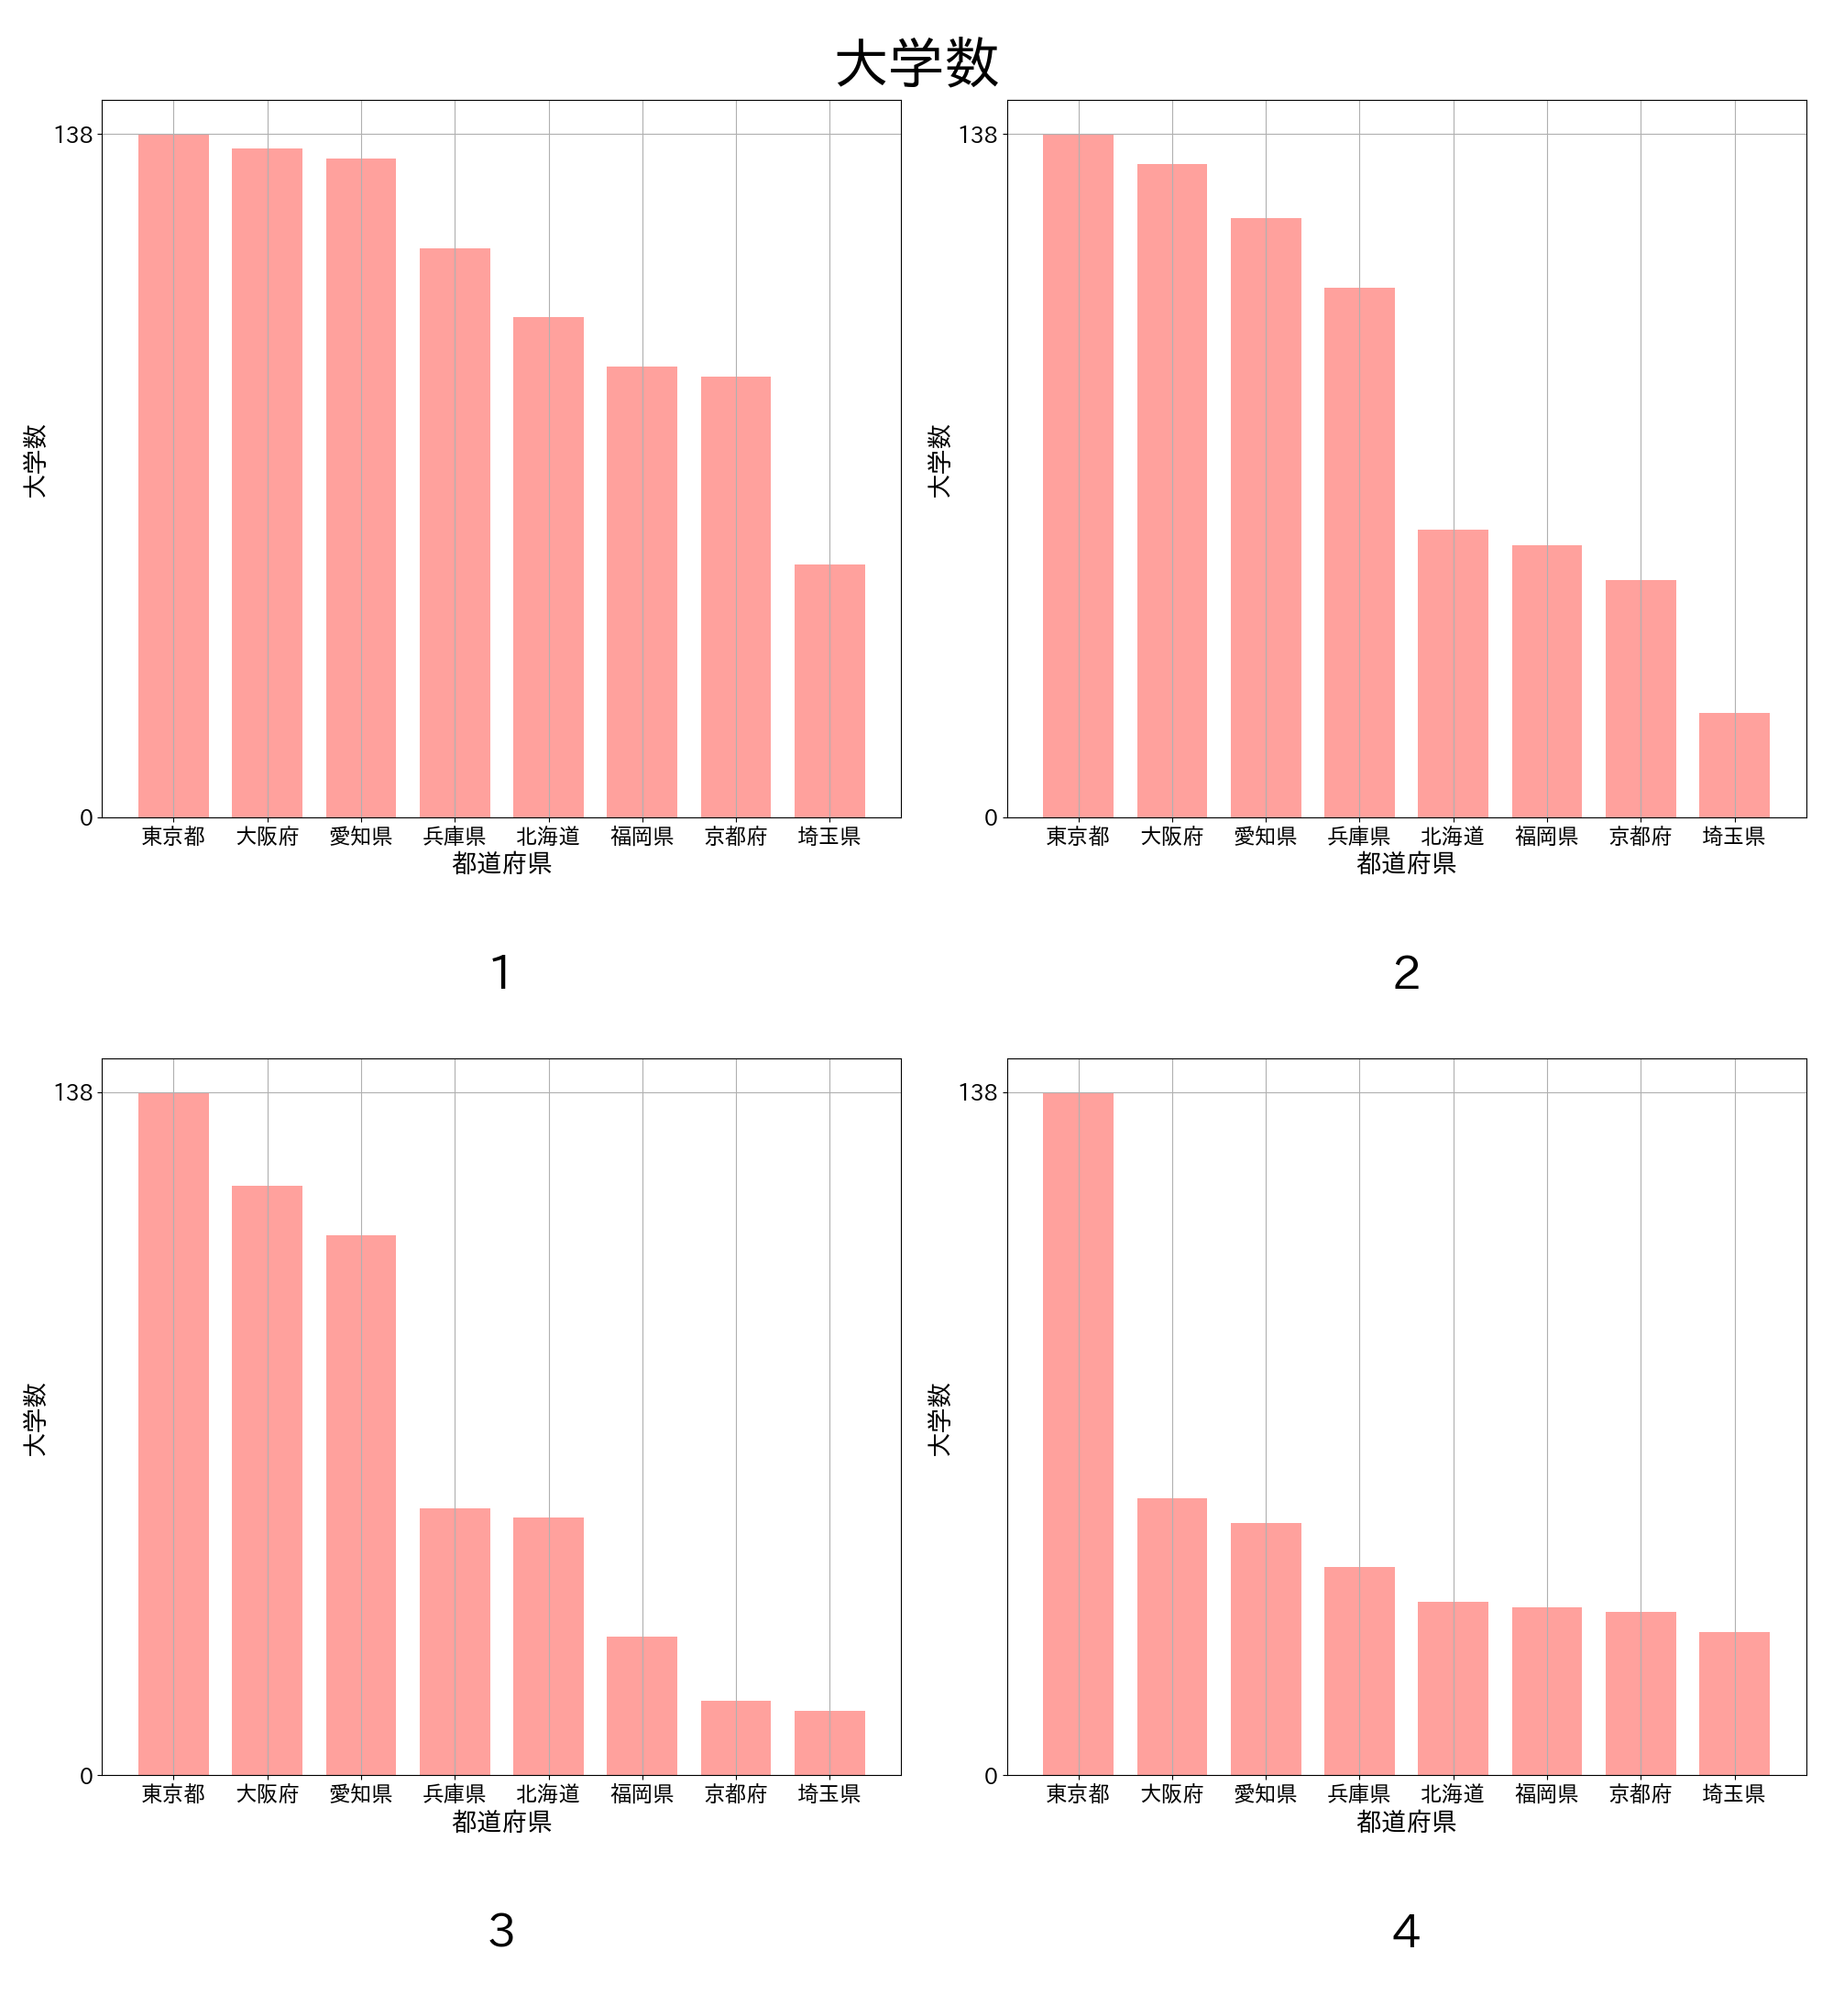 大学数
138
0
大学数
東京都 大阪府 愛知県 兵庫県 北海道 福岡県 京都府 埼玉県
都道府県
1
138
0
大学数
東京都 大阪府 愛知県 兵庫県 北海道 福岡県 京都府 埼玉県
都道府県
2
138
0
大学数
東京都 大阪府 愛知県 兵庫県 北海道 福岡県 京都府 埼玉県
都道府県
3
138
0
大学数
東京都 大阪府 愛知県 兵庫県 北海道 福岡県 京都府 埼玉県
都道府県
4